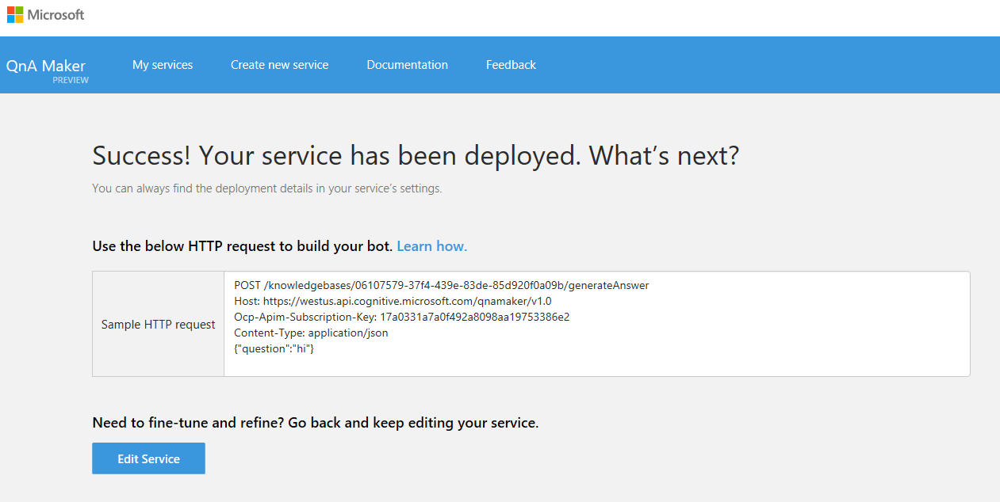 Microsoft
QnA Maker
PREVIEW
My services
Create new service
Documentation
Feedback
Success! Your service has been deployed. What's next?
You can always find the deployment details in your service's settings.
Use the below HTTP request to build your bot. Learn how.
Sample HTTP request
POST /knowledgebases/06107579-37f4-439e-83de-85d920f0a09b/generateAnswer
Host: https://westus.api.cognitive.microsoft.com/qnamaker/v1.0
Ocp-Apim-Subscription-Key: 17a0331a7a0f492a8098aa19753386e2
Content-Type: application/json
{"question":"hi"}
Need to fine-tune and refine? Go back and keep editing your service.
Edit Service